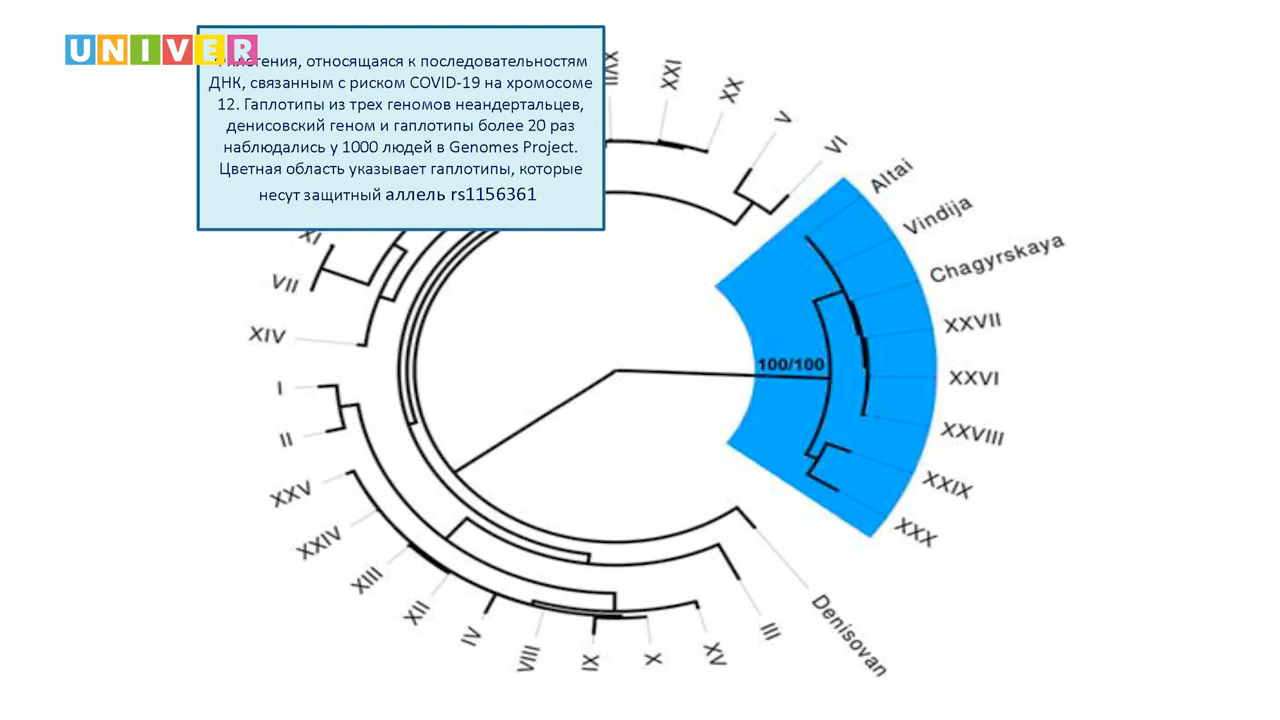 UNIVER
ДНК, связанным с риском COVID-19 на хромосоме
12. Гаплотипы из трех геномов неандертальцев,
денисовский геном и гаплотипы более 20 раз
наблюдались у 1000 людей в Genomes Project.
Цветная область указывает гаплотипы, которые
несут защитный аллель rs1156361
относящаяся к последовательностям
XVII
XXI
XX
V
VI
Altai
Vindija
Chagyrskaya
XXVII
XXVI
XXVIII
XXIX
XXX
100/100
Denisovan
III
XV
X
IX
VIII
IV
XII
XIII
XXIV
XXV
II
I
XIV
VII
XI